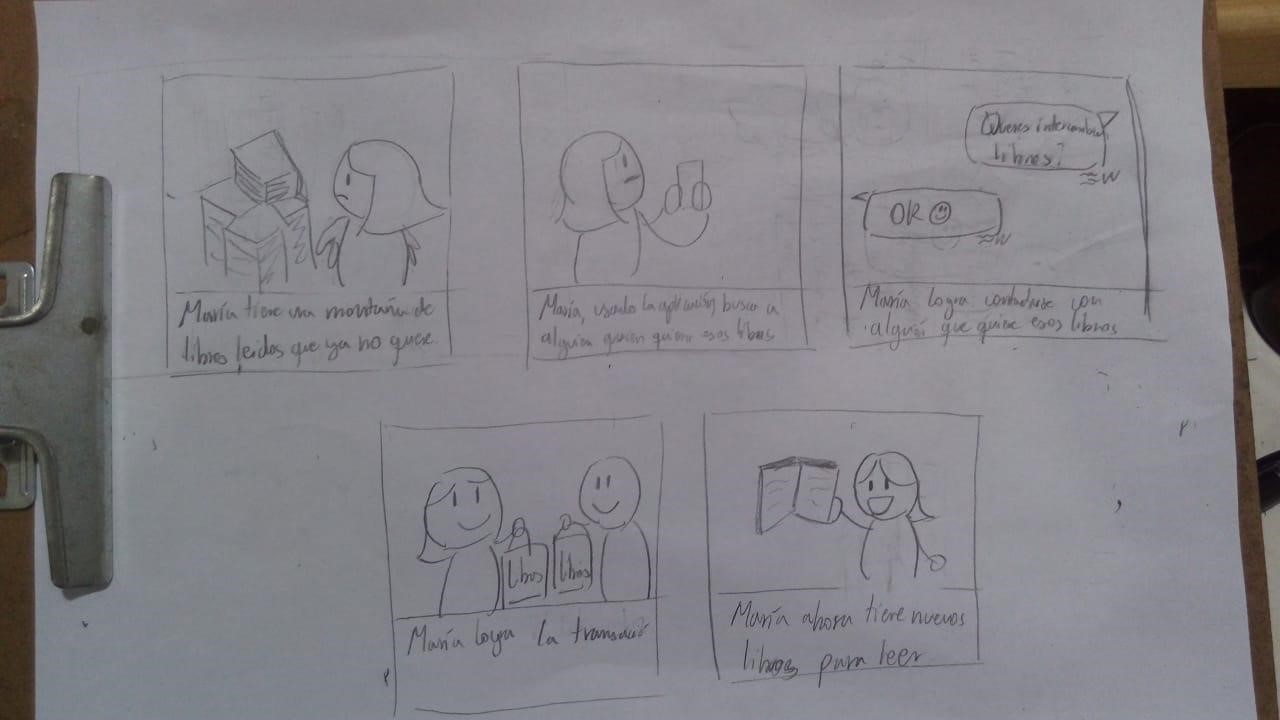 María tiene una montaña de
libros leidos que ya no quiere.
María, usando la aplicación busca a
alguien quien quiera esos libros
Quieres intercambiar
libros?
OK
María logra contactarse con
alguien que quiere esos libros
libros
libros
María logra la transacción
María ahora tiene nuevos
libros para leer